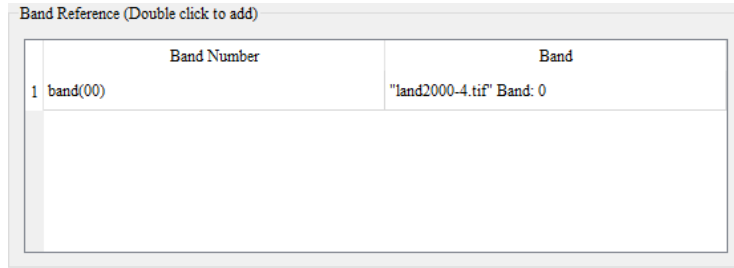 Band Reference (Double click to add)
Band Number Band
1 band(00) "land2000-4.tif" Band: 0